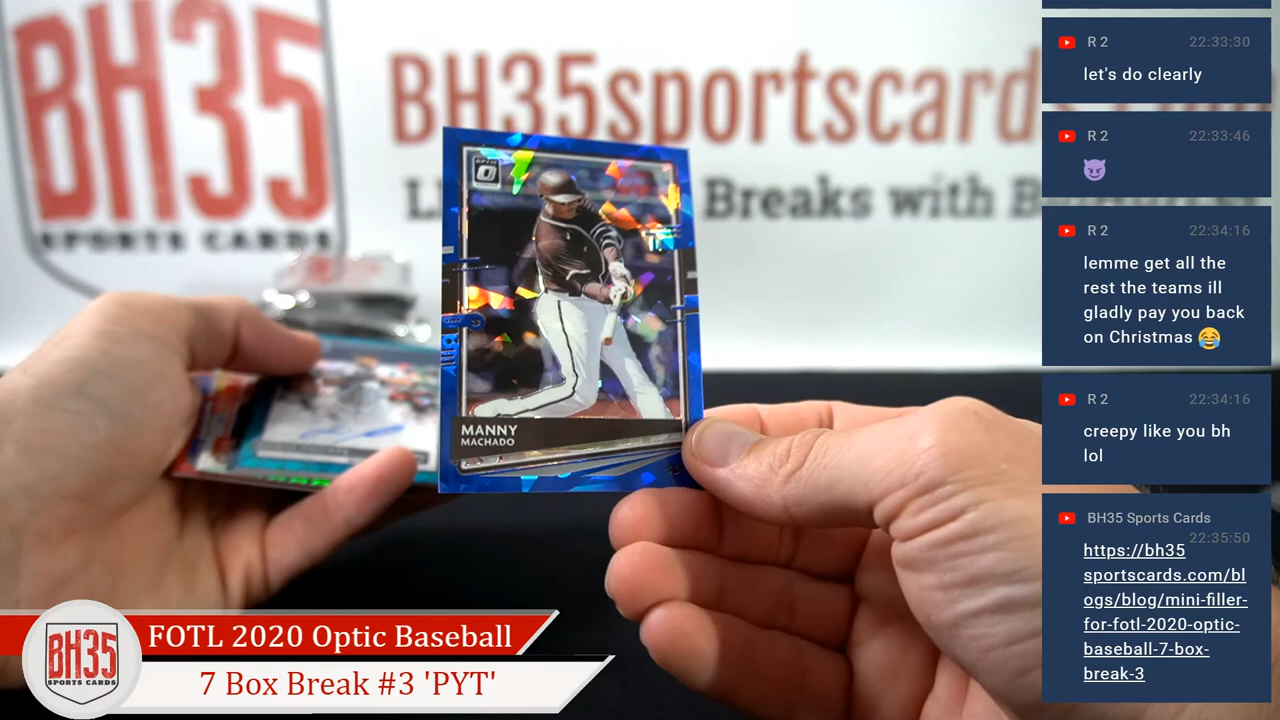 BH35
SPORTS CARDS
BH35sportscard
Breaks with B
OPTIC
MANNY
MACHADO
FOTL 2020 Optic Baseball
7 Box Break #3 'PYT'
BH35
SPORTS CARDS
R 2 22:33:30
let's do clearly
R 2 22:33:46
R 2 22:34:16
lemme get all the
rest the teams ill
gladly pay you back
on Christmas 😂
R 2 22:34:16
creepy like you bh
lol
BH35 Sports Cards
22:35:50
https://bh35
sportscards.com/bl
ogs/blog/mini-filler-
for-fotl-2020-optic-
baseball-7-box-
break-3